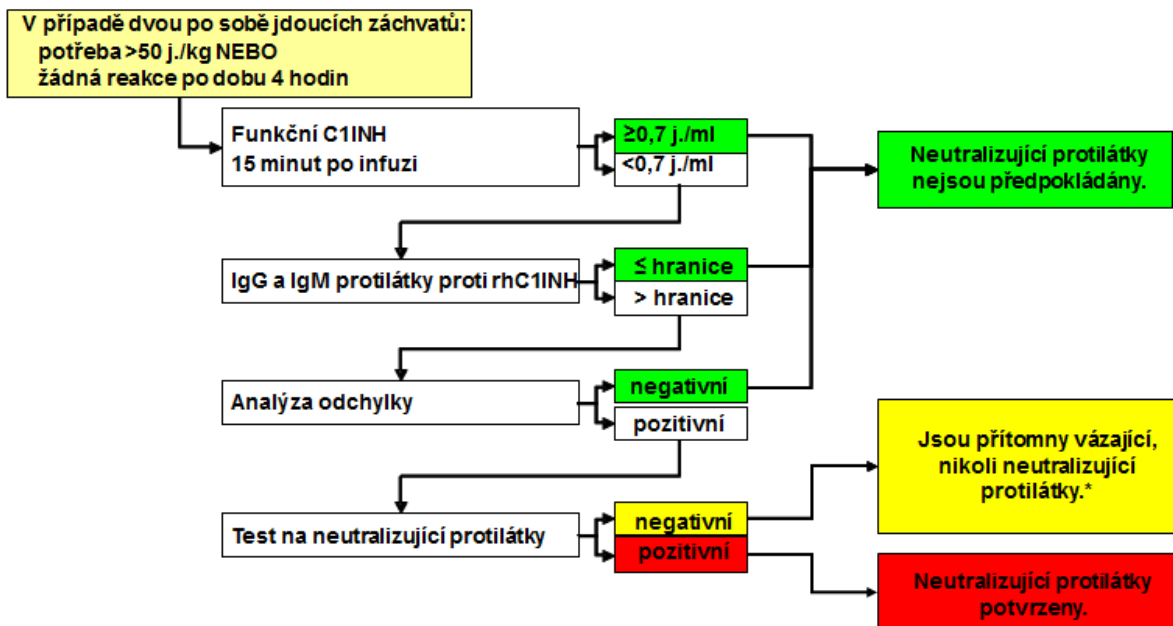 V případě dvou po sobě jdoucích záchvatů:
potřeba >50 j./kg NEBO
žádná reakce po dobu 4 hodin
Funkční C1INH
15 minut po infuzi
≥0,7 j./ml
<0,7 j./ml
Neutralizující protilátky
nejsou předpokládány.
IgG a IgM protilátky proti rhC1INH
≤ hranice
> hranice
Analýza odchylky
negativní
pozitivní
Jsou přítomny vázající,
nikoli neutralizující
protilátky.*
Test na neutralizující protilátky
negativní
pozitivní
Neutralizující protilátky
potvrzeny.